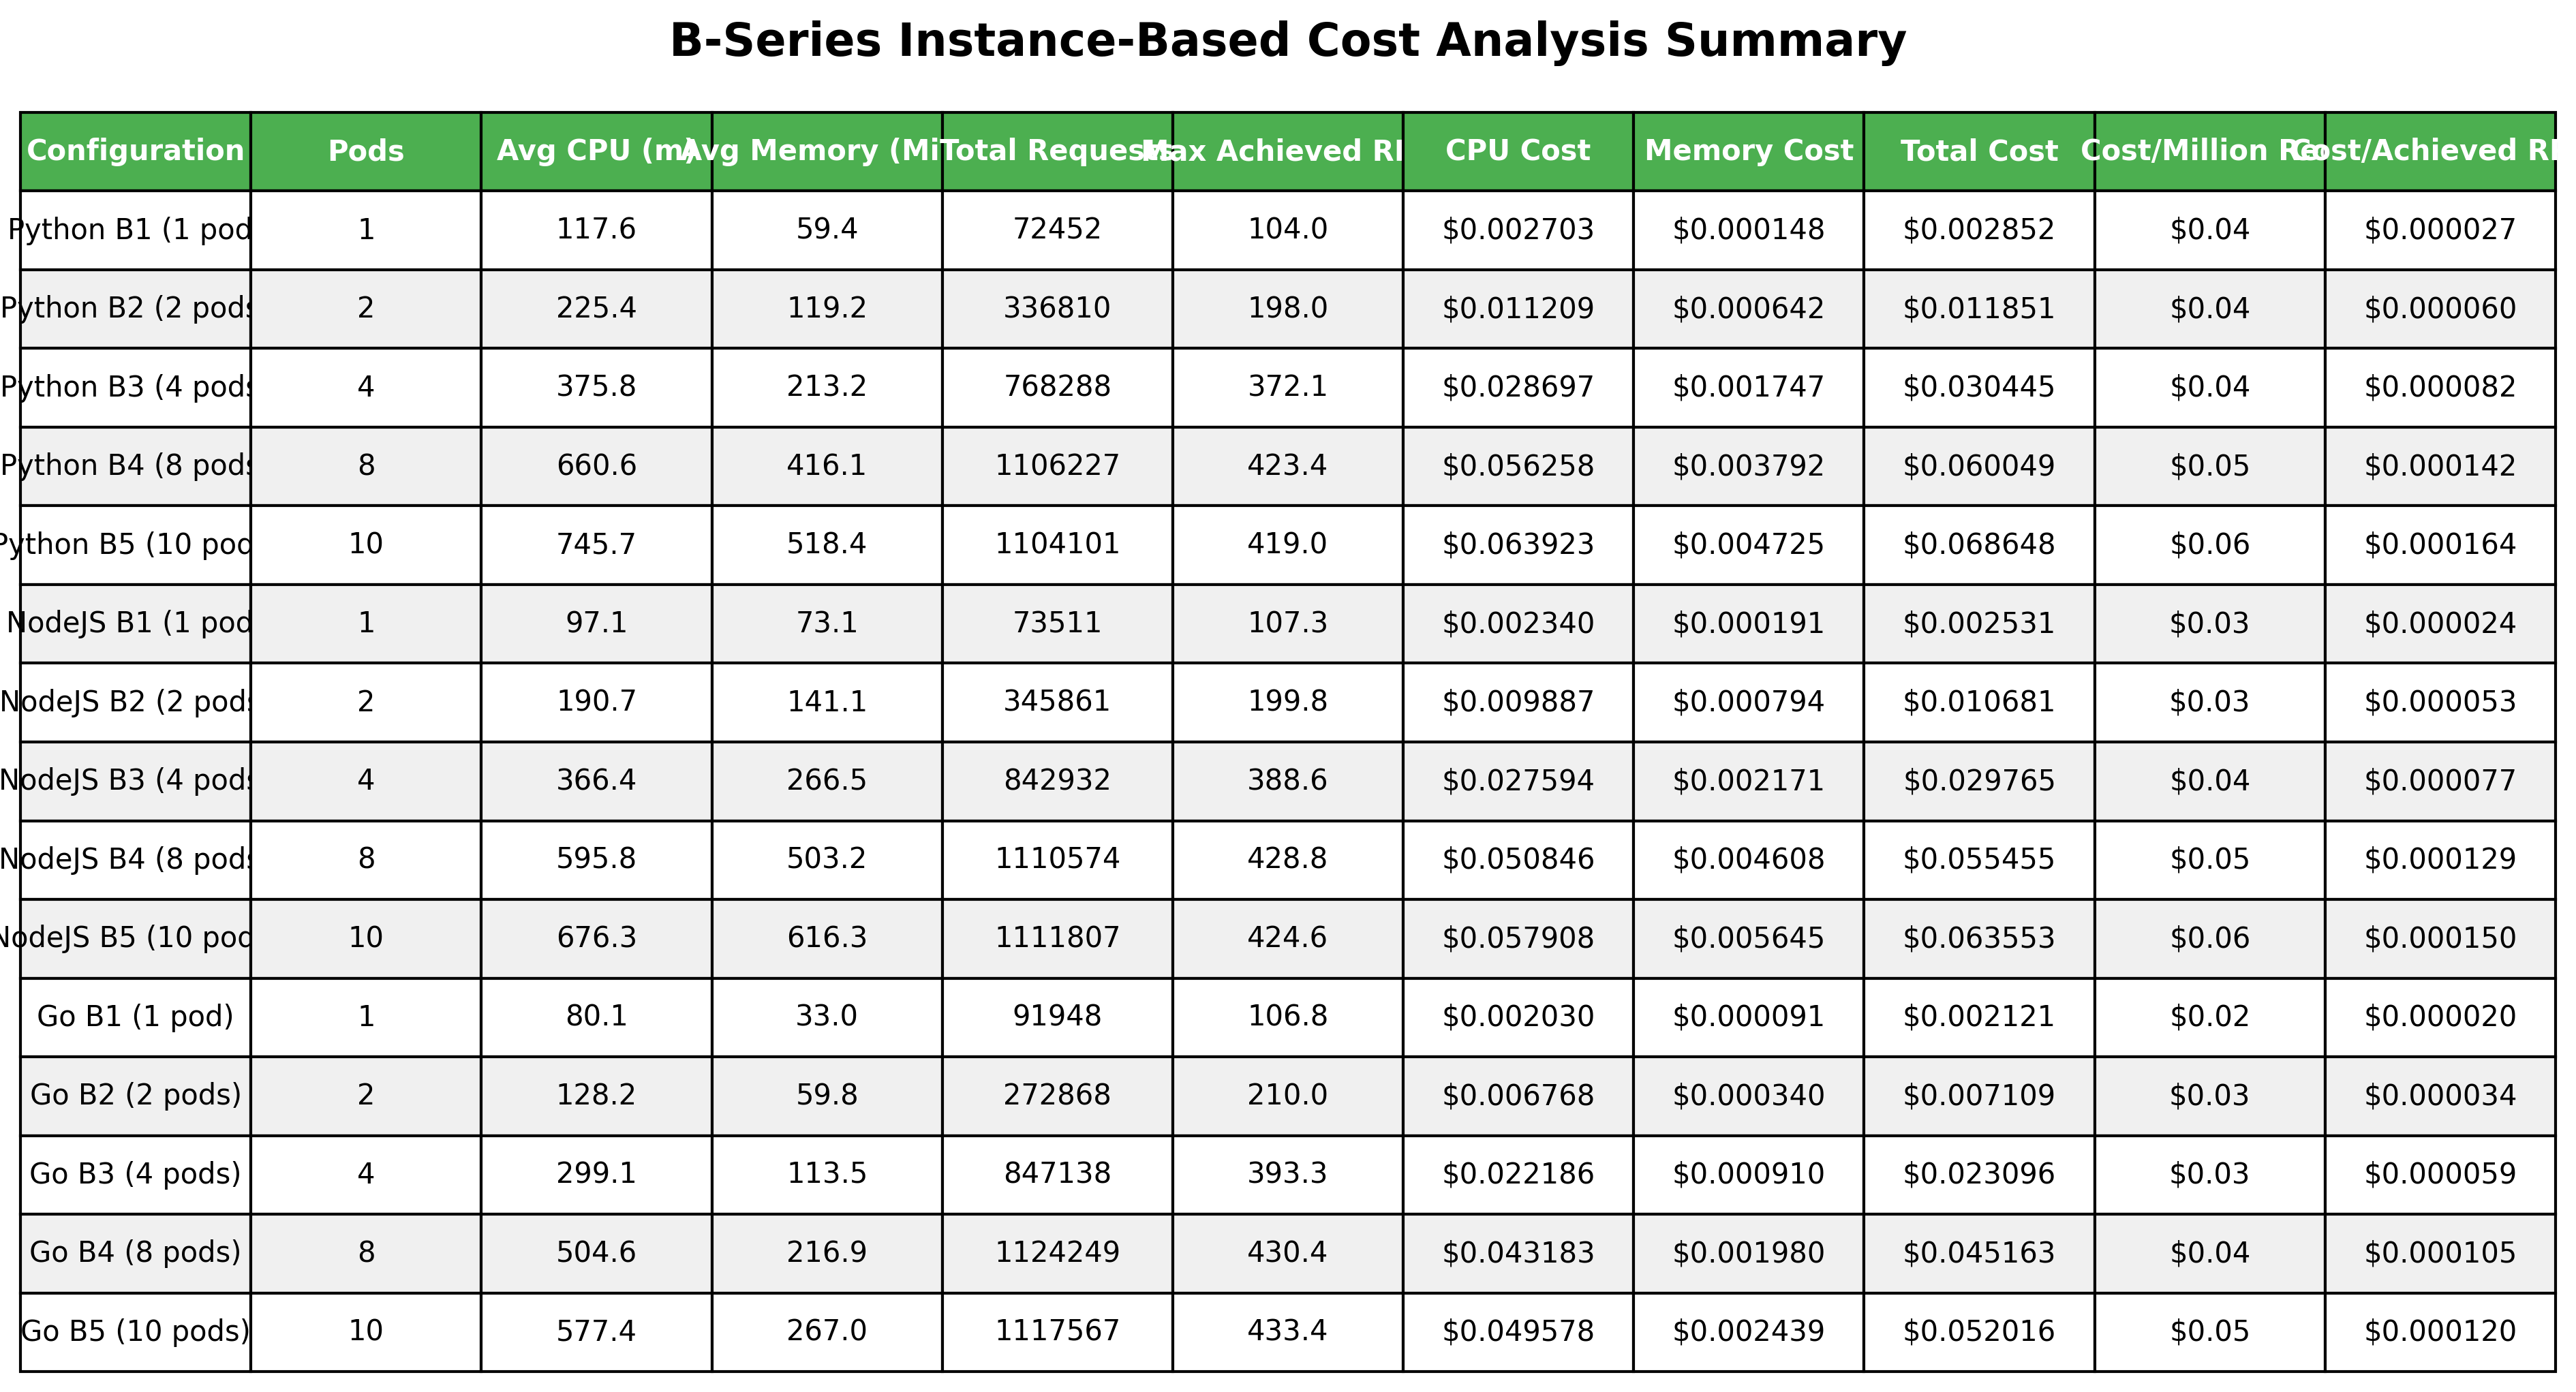 B-Series Instance-Based Cost Analysis Summary
Configuration Pods Avg CPU (m) Avg Memory (Mi Total Requests Max Achieved CPU Cost Memory Cost Total Cost Cost/Million Cost/Achieved
Python B1 (1 pod 1 117.6 59.4 72452 104.0 $0.002703 $0.000148 $0.002852 $0.04 $0.000027
Python B2 (2 pods 2 225.4 119.2 336810 198.0 $0.011209 $0.000642 $0.011851 $0.04 $0.000060
Python B3 (4 pods 4 375.8 213.2 768288 372.1 $0.028697 $0.001747 $0.030445 $0.04 $0.000082
Python B4 (8 pods 8 660.6 416.1 1106227 423.4 $0.056258 $0.003792 $0.060049 $0.05 $0.000142
Python B5 (10 pod 10 745.7 518.4 1104101 419.0 $0.063923 $0.004725 $0.068648 $0.06 $0.000164
NodeJS B1 (1 pod 1 97.1 73.1 73511 107.3 $0.002340 $0.000191 $0.002531 $0.03 $0.000024
NodeJS B2 (2 pods 2 190.7 141.1 345861 199.8 $0.009887 $0.000794 $0.010681 $0.03 $0.000053
NodeJS B3 (4 pods 4 366.4 266.5 842932 388.6 $0.027594 $0.002171 $0.029765 $0.04 $0.000077
NodeJS B4 (8 pods 8 595.8 503.2 1110574 428.8 $0.050846 $0.004608 $0.055455 $0.05 $0.000129
NodeJS B5 (10 pod 10 676.3 616.3 1111807 424.6 $0.057908 $0.005645 $0.063553 $0.06 $0.000150
Go B1 (1 pod) 1 80.1 33.0 91948 106.8 $0.002030 $0.000091 $0.002121 $0.02 $0.000020
Go B2 (2 pods) 2 128.2 59.8 272868 210.0 $0.006768 $0.000340 $0.007109 $0.03 $0.000034
Go B3 (4 pods) 4 299.1 113.5 847138 393.3 $0.022186 $0.000910 $0.023096 $0.03 $0.000059
Go B4 (8 pods) 8 504.6 216.9 1124249 430.4 $0.043183 $0.001980 $0.045163 $0.04 $0.000105
Go B5 (10 pods) 10 577.4 267.0 1117567 433.4 $0.049578 $0.002439 $0.052016 $0.05 $0.000120